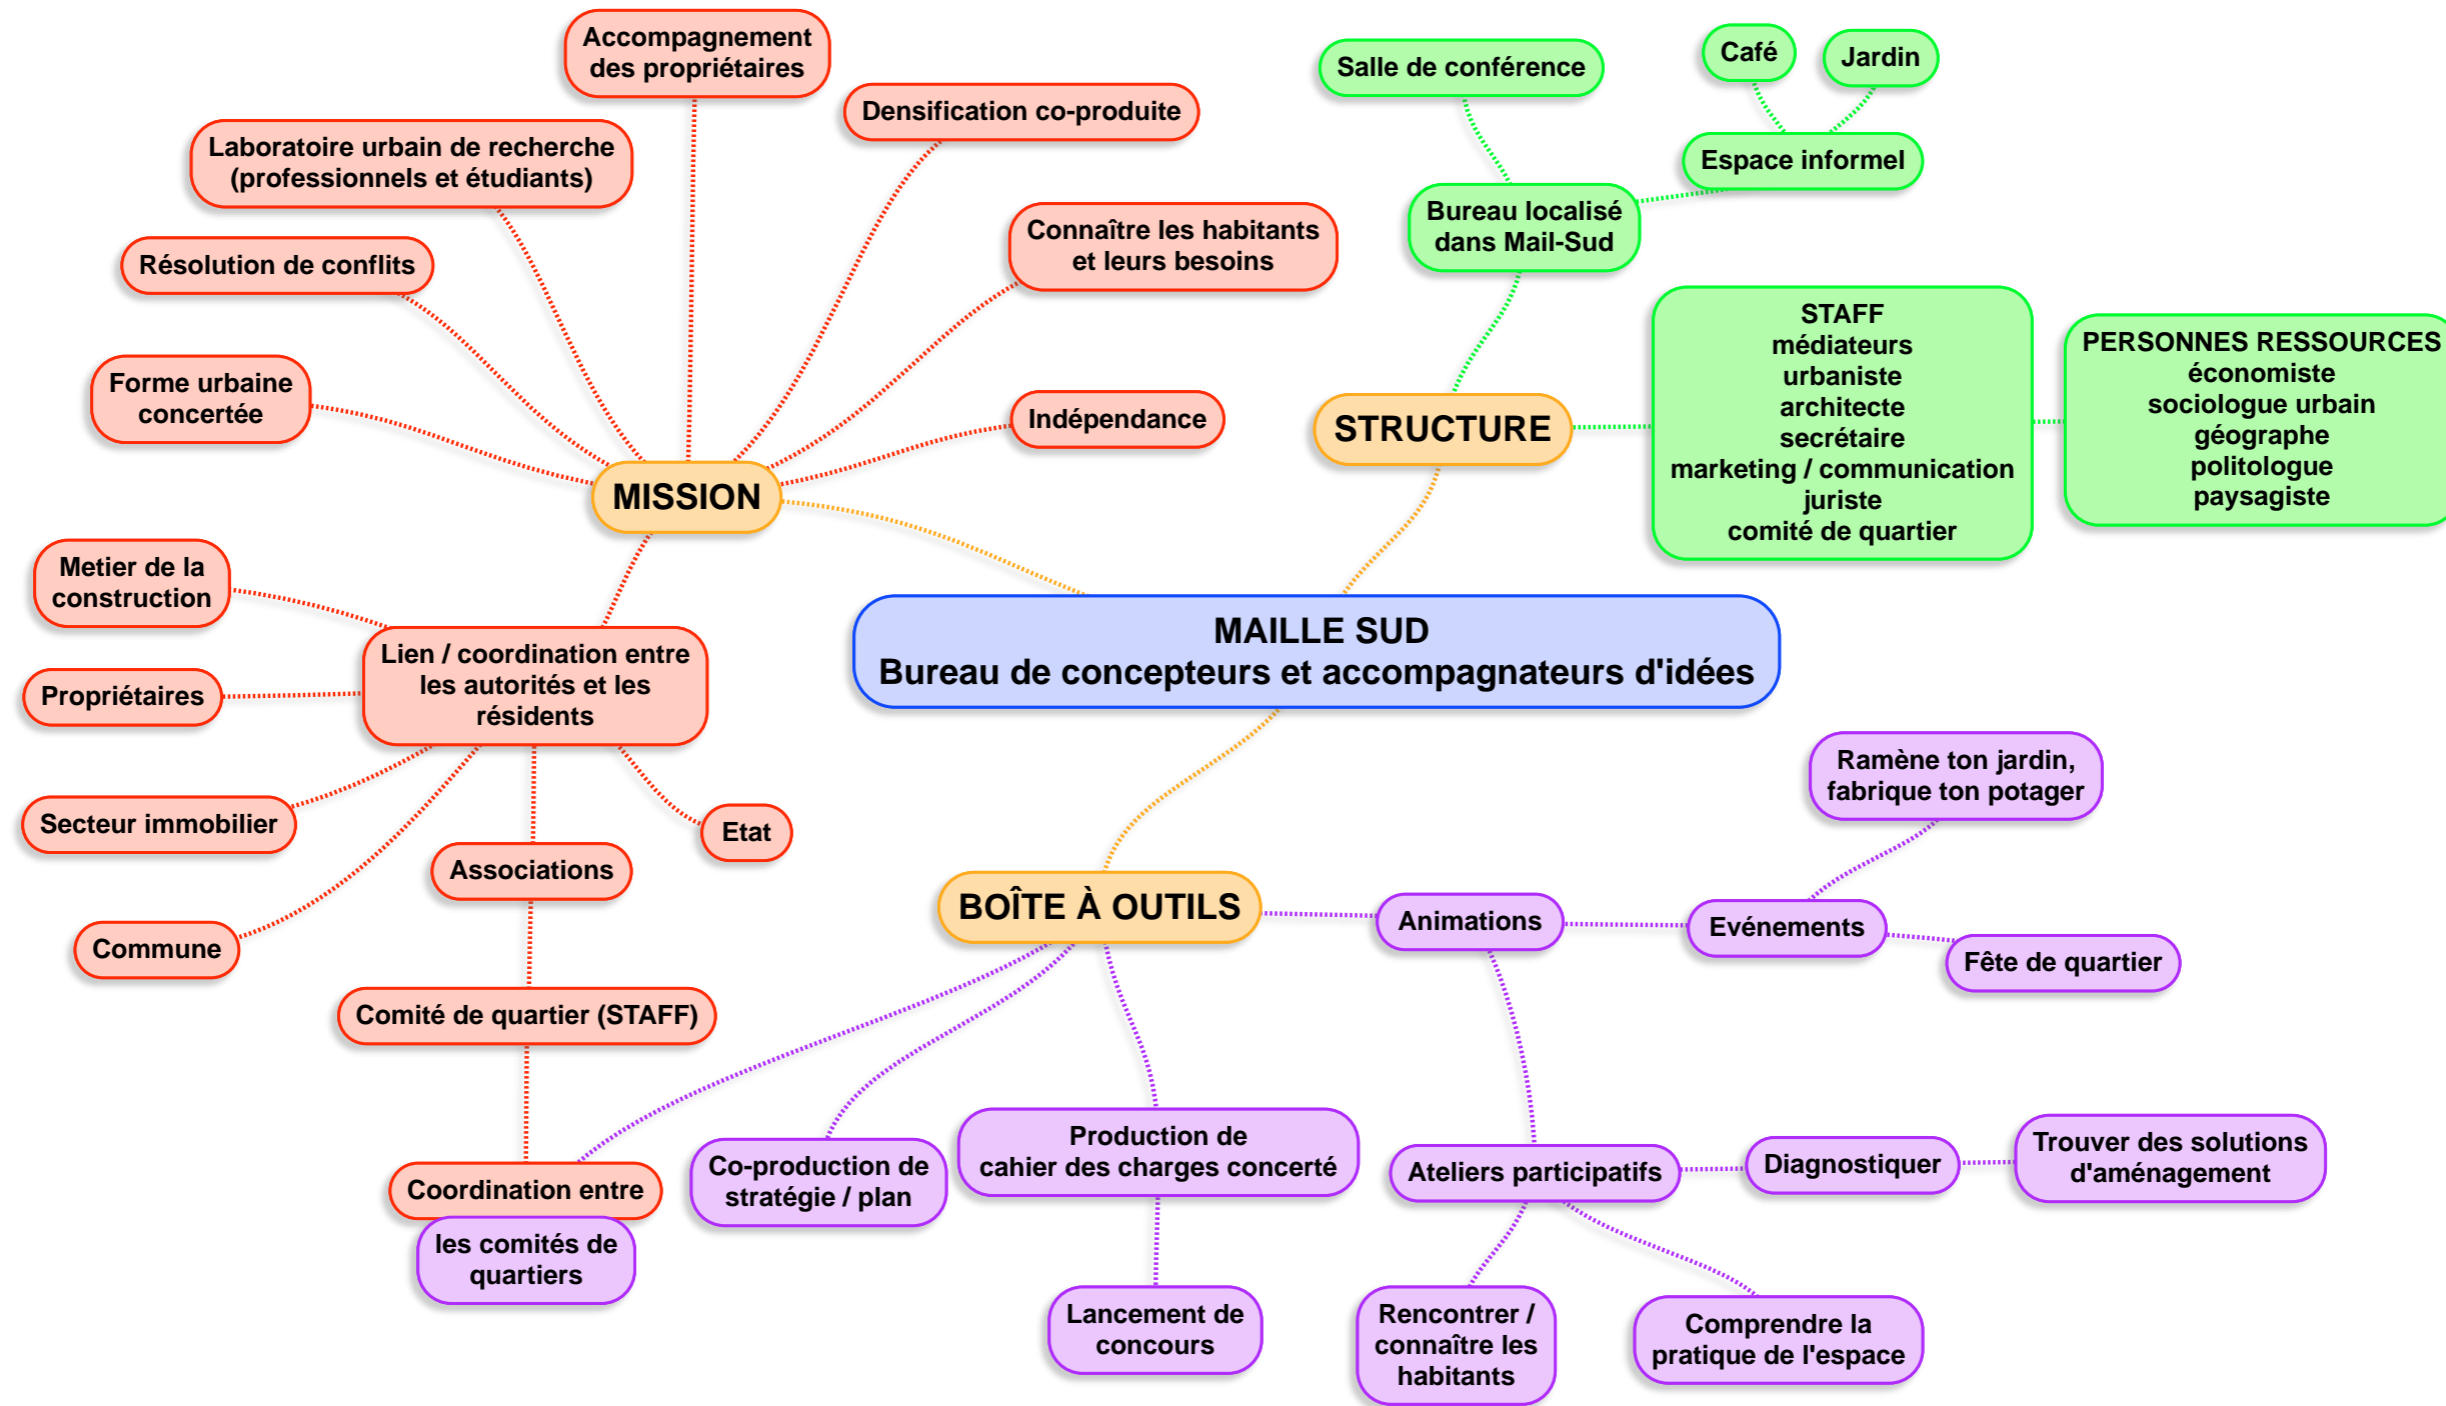 Accompagnement
des propriétaires
Densification co-produite
Laboratoire urbain de recherche
(professionnels et étudiants)
Connaître les habitants
et leurs besoins
Résolution de conflits
Forme urbaine
concertée
Indépendance
MISSION
Metier de la
construction
Lien / coordination entre
les autorités et les
résidents
Propriétaires
Secteur immobilier
Etat
Associations
Commune
Comité de quartier (STAFF)
Coordination entre
les comités de
quartiers
Salle de conférence
Café
Jardin
Espace informel
Bureau localisé
dans Mail-Sud
STRUCTURE
STAFF
médiateurs
urbaniste
architecte
secrétaire
marketing / communication
juriste
comité de quartier
PERSONNES RESSOURCES
économiste
sociologue urbain
géographe
politologue
paysagiste
MAILLE SUD
Bureau de concepteurs et accompagnateurs d'idées
BOÎTE À OUTILS
Animations
Evénements
Ramène ton jardin,
fabrique ton potager
Fête de quartier
Co-production de
stratégie / plan
Production de
cahier des charges concerté
Lancement de
concours
Ateliers participatifs
Diagnostiquer
Trouver des solutions
d'aménagement
Rencontrer /
connaître les
habitants
Comprendre la
pratique de l'espace